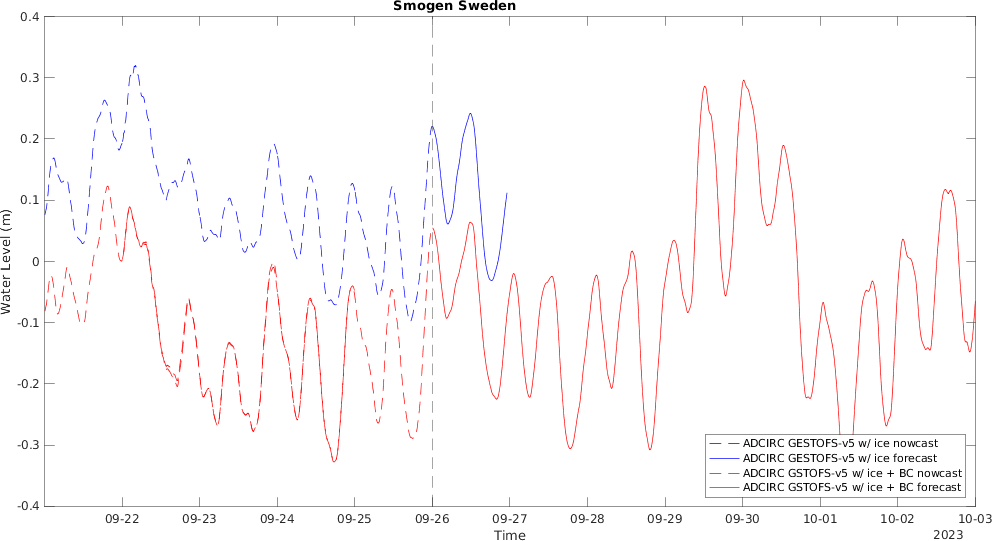 Smogen Sweden
0.4
0.3
0.2
0.1
0
-0.1
-0.2
-0.3
-0.4
Water Level (m)
ADCIRC GESTOFS-v5 w/ ice nowcast
ADCIRC GESTOFS-v5 w/ ice forecast
ADCIRC GSTOFS-v5 w/ ice + BC nowcast
ADCIRC GSTOFS-v5 w/ ice + BC forecast
09-22 09-23 09-24 09-25 09-26 09-27 09-28 09-29 09-30 10-01 10-02 10-03
Time
2023